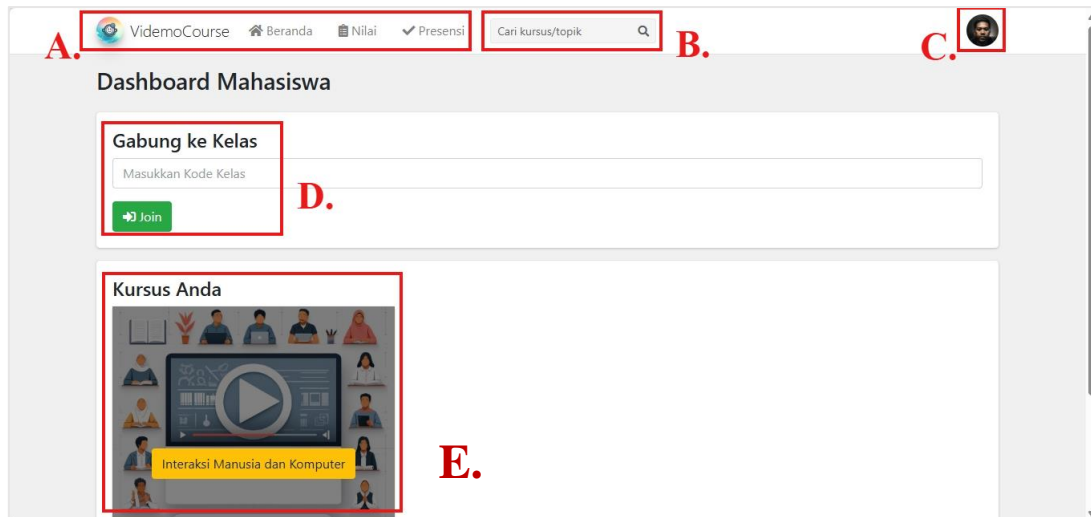 A. VidemoCourse Beranda Nilai Presensi Cari kursus/topik B. C.
Dashboard Mahasiswa
Gabung ke Kelas
Masukkan Kode Kelas
D.
Join
Kursus Anda
Interaksi Manusia dan Komputer
E.